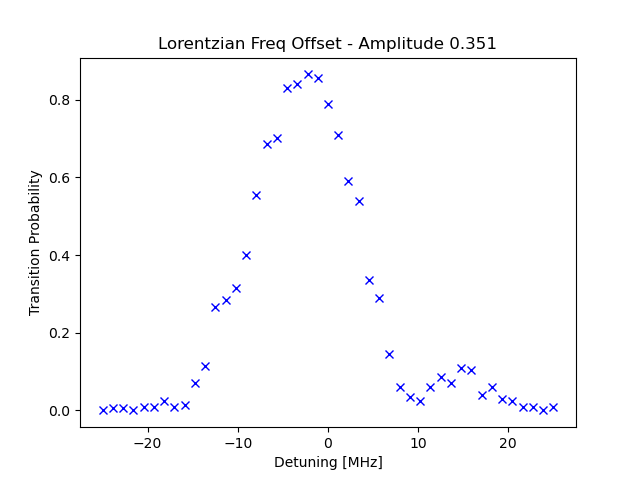 Lorentzian Freq Offset - Amplitude 0.351
Transition Probability
0.8
0.6
0.4
0.2
0.0
−20 −10 0 10 20
Detuning [MHz]